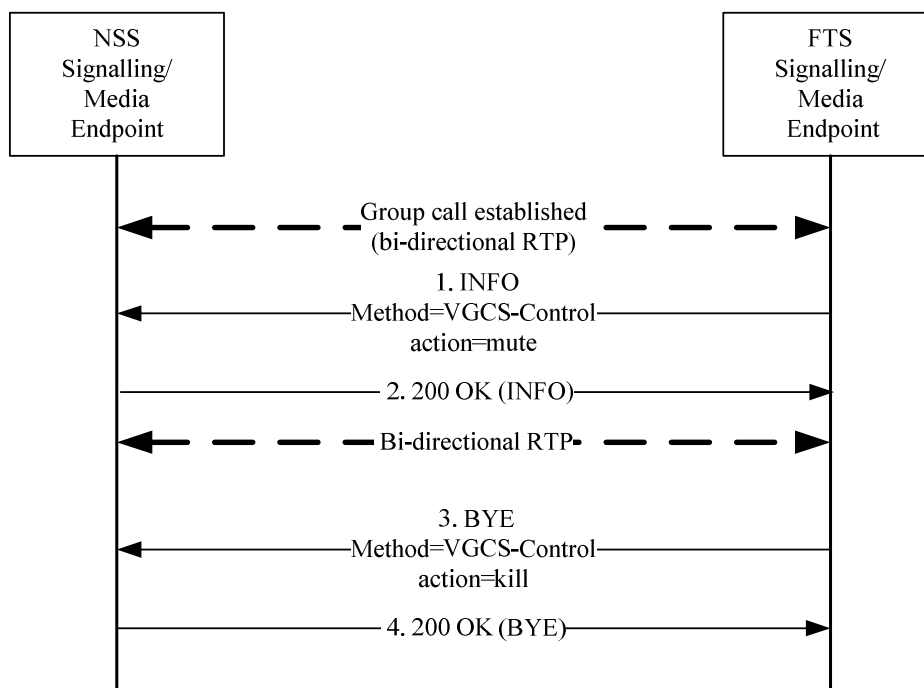 NSS
Signalling/
Media
Endpoint
FTS
Signalling/
Media
Endpoint
Group call established
(bi-directional RTP)
1. INFO
Method=VGCS-Control
action=mute
2. 200 OK (INFO)
Bi-directional RTP
3. BYE
Method=VGCS-Control
action=kill
4. 200 OK (BYE)